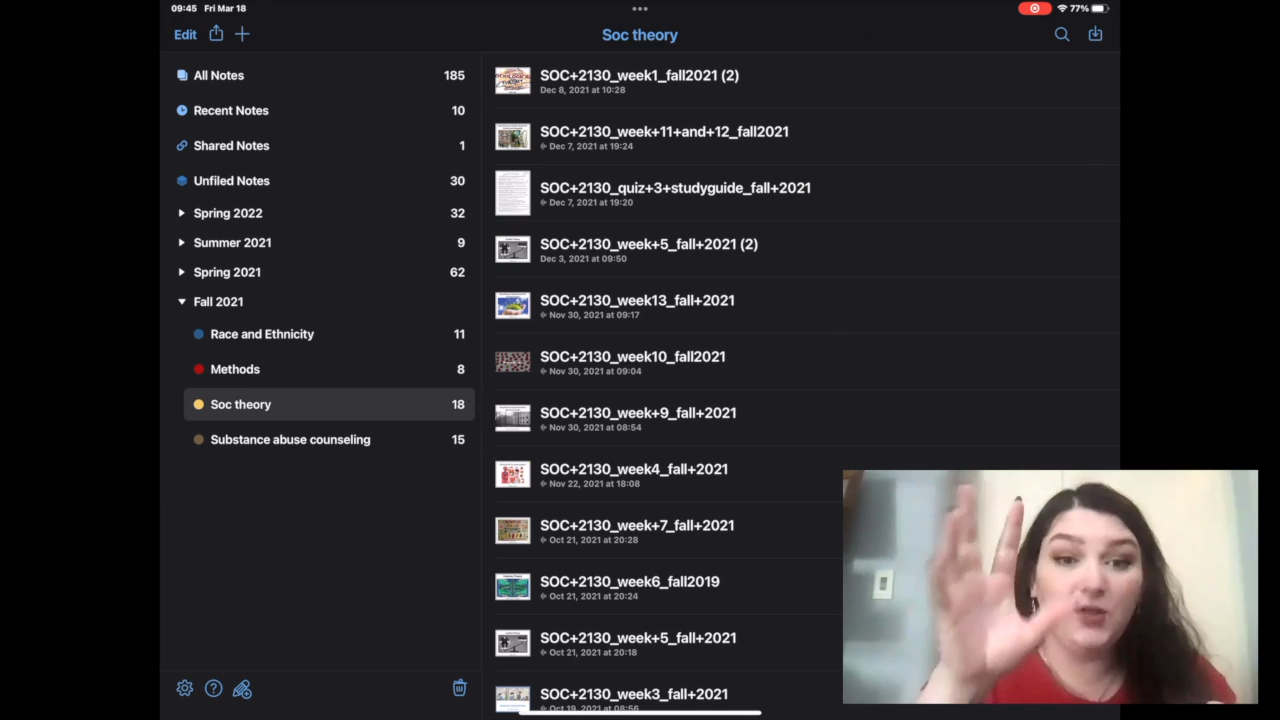 09:45 Fri Mar 18
77%
Edit
Soc theory
All Notes 185
Recent Notes 10
Shared Notes 1
Unfiled Notes 30
Spring 2022 32
Summer 2021 9
Spring 2021 62
Fall 2021
Race and Ethnicity 11
Methods 8
Soc theory 18
Substance abuse counseling 15
SOC+2130_week1_fall2021 (2)
Dec 8, 2021 at 10:28
SOC+2130_week+11+and+12_fall2021
Dec 7, 2021 at 19:24
SOC+2130_quiz+3+studyguide_fall+2021
Dec 7, 2021 at 19:20
SOC+2130_week+5_fall+2021 (2)
Dec 3, 2021 at 09:50
SOC+2130_week13_fall+2021
Nov 30, 2021 at 09:17
SOC+2130_week10_fall2021
Nov 30, 2021 at 09:04
SOC+2130_week+9_fall+2021
Nov 30, 2021 at 08:54
SOC+2130_week4_fall+2021
Nov 22, 2021 at 18:08
SOC+2130_week+7_fall+2021
Oct 21, 2021 at 20:28
SOC+2130_week6_fall2019
Oct 21, 2021 at 20:24
SOC+2130_week+5_fall+2021
Oct 21, 2021 at 20:18
SOC+2130_week3_fall+2021
Oct 19, 2021 at 08:56